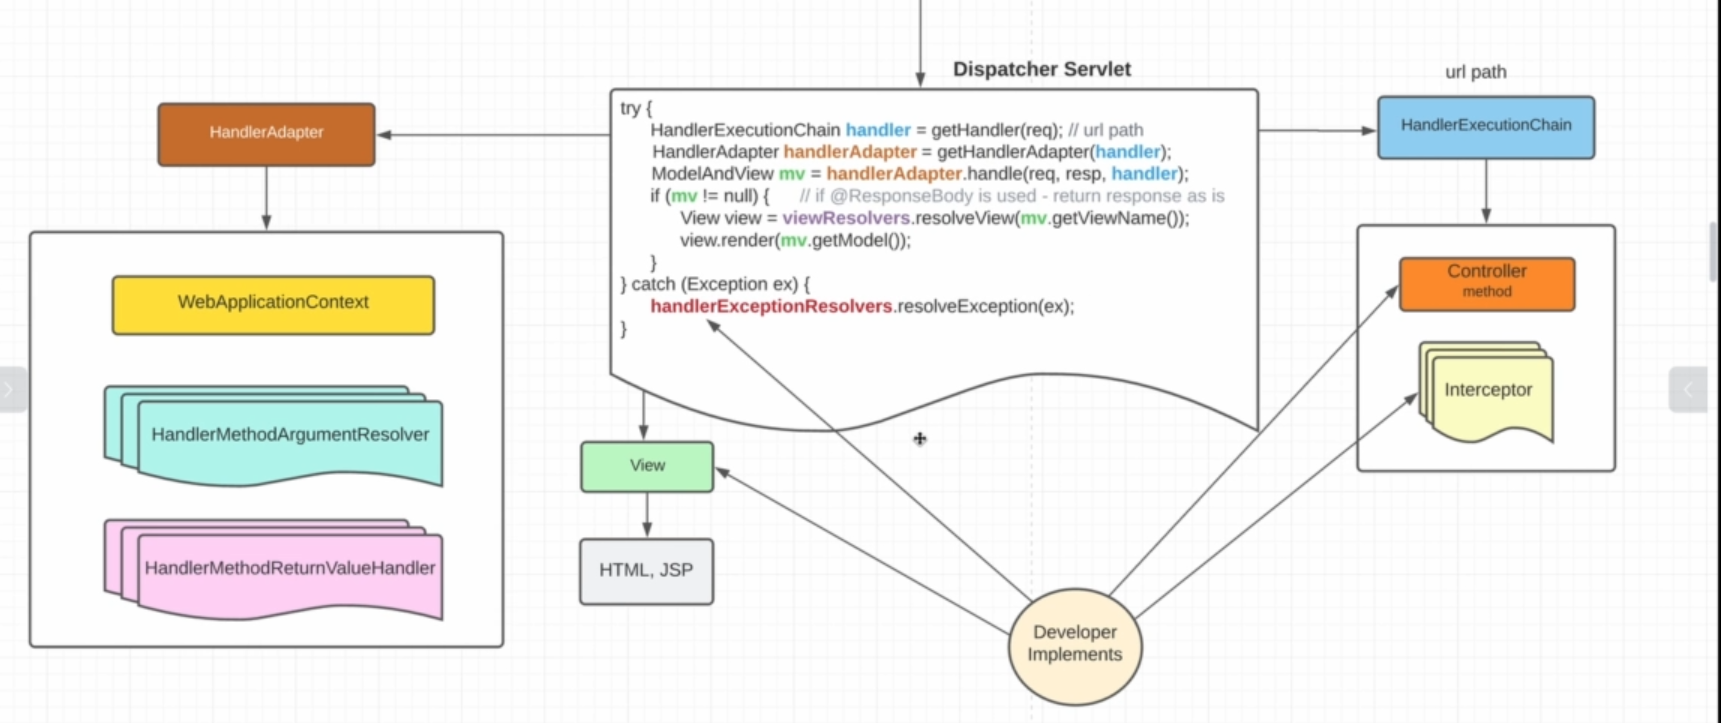 Dispatcher Servlet
url path
HandlerAdapter
try {
HandlerExecutionChain handler = getHandler(req); // url path
HandlerAdapter handlerAdapter = getHandlerAdapter(handler);
ModelAndView mv = handlerAdapter.handle(req, resp, handler);
if (mv != null) { // if @ResponseBody is used - return response as is
View view = viewResolvers.resolveView(mv.getViewName());
view.render(mv.getModel());
}
} catch (Exception ex) {
handlerExceptionResolvers.resolveException(ex);
}
HandlerExecutionChain
WebApplicationContext
HandlerMethodArgumentResolver
HandlerMethodReturnValueHandler
Controller
method
Interceptor
View
HTML, JSP
Developer
Implements